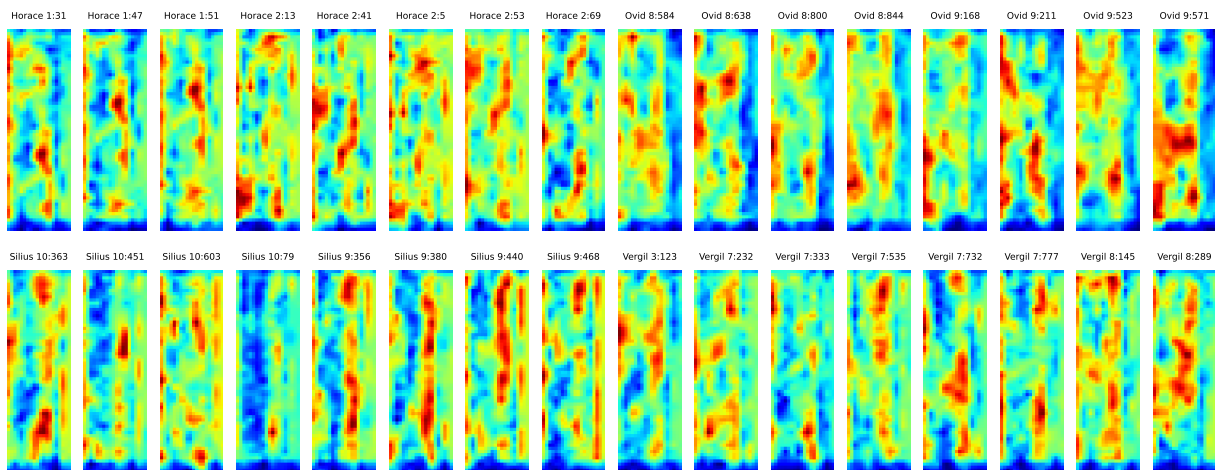 Horace 1:31 Horace 1:47 Horace 1:51 Horace 2:13 Horace 2:41 Horace 2:5 Horace 2:53 Horace 2:69 Ovid 8:584 Ovid 8:638 Ovid 8:800 Ovid 8:844 Ovid 9:168 Ovid 9:211 Ovid 9:523 Ovid 9:571
Silius 10:363 Silius 10:451 Silius 10:603 Silius 10:79 Silius 9:356 Silius 9:380 Silius 9:440 Silius 9:468 Vergil 3:123 Vergil 7:232 Vergil 7:333 Vergil 7:535 Vergil 7:732 Vergil 7:777 Vergil 8:145 Vergil 8:289